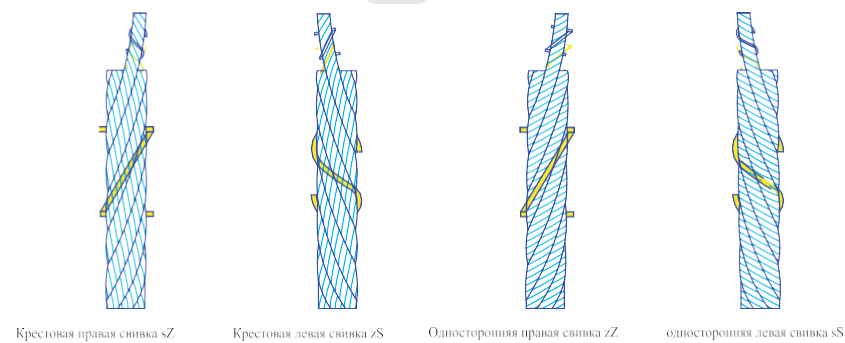 Крестовая правая свивка sZ
Крестовая левая свивка zS
Односторонняя правая свивка zZ
односторонняя левая свивка sS